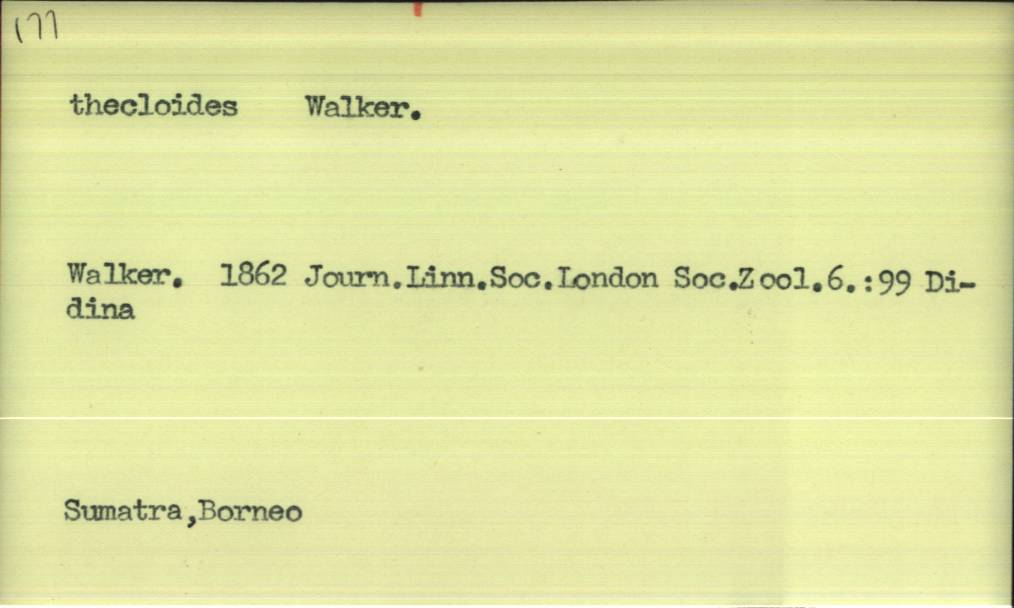 177
thecloides Walker.
Walker. 1862 Journ.Linn.Soc.London Soc.Zool.6.:99 Di-
dina
Sumatra,Borneo